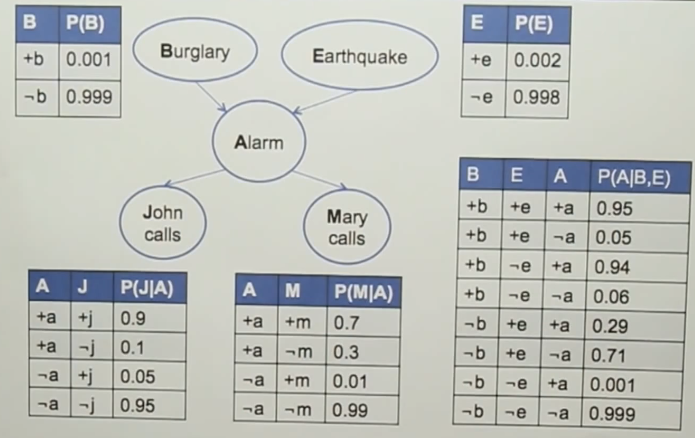 B P(B)
+b 0.001
¬b 0.999
Burglary
Earthquake
E P(E)
+e 0.002
¬e 0.998
Alarm
John
calls
Mary
calls
A J P(J|A)
+a +j 0.9
+a ¬j 0.1
¬a +j 0.05
¬a ¬j 0.95
A M P(M|A)
+a +m 0.7
+a ¬m 0.3
¬a +m 0.01
¬a ¬m 0.99
B E A P(A|B,E)
+b +e +a 0.95
+b +e ¬a 0.05
+b ¬e +a 0.94
+b ¬e ¬a 0.06
¬b +e +a 0.29
¬b +e ¬a 0.71
¬b ¬e +a 0.001
¬b ¬e ¬a 0.999